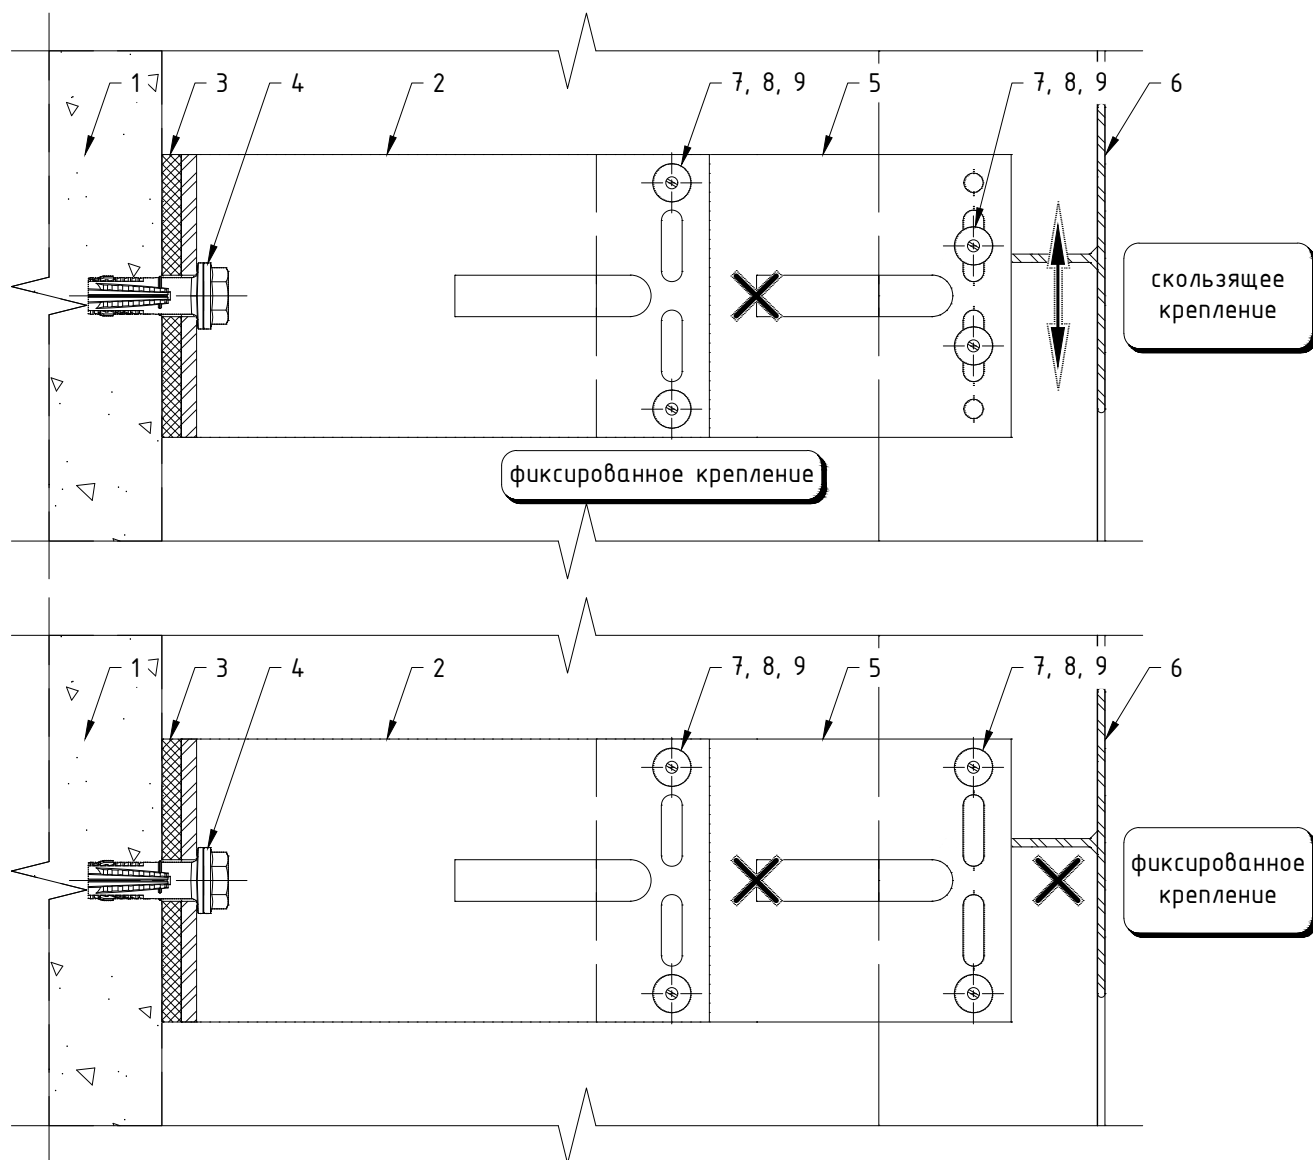 1 3 4 2 7, 8, 9 5 7, 8, 9 6
скользящее
крепление
фиксированное крепление
1 3 4 2 7, 8, 9 5 7, 8, 9 6
фиксированное
крепление